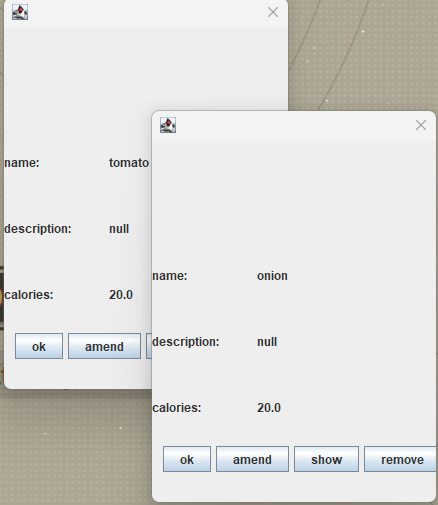 name: tomato
description: null
calories: 20.0
ok amend
name: onion
description: null
calories: 20.0
ok amend show remove